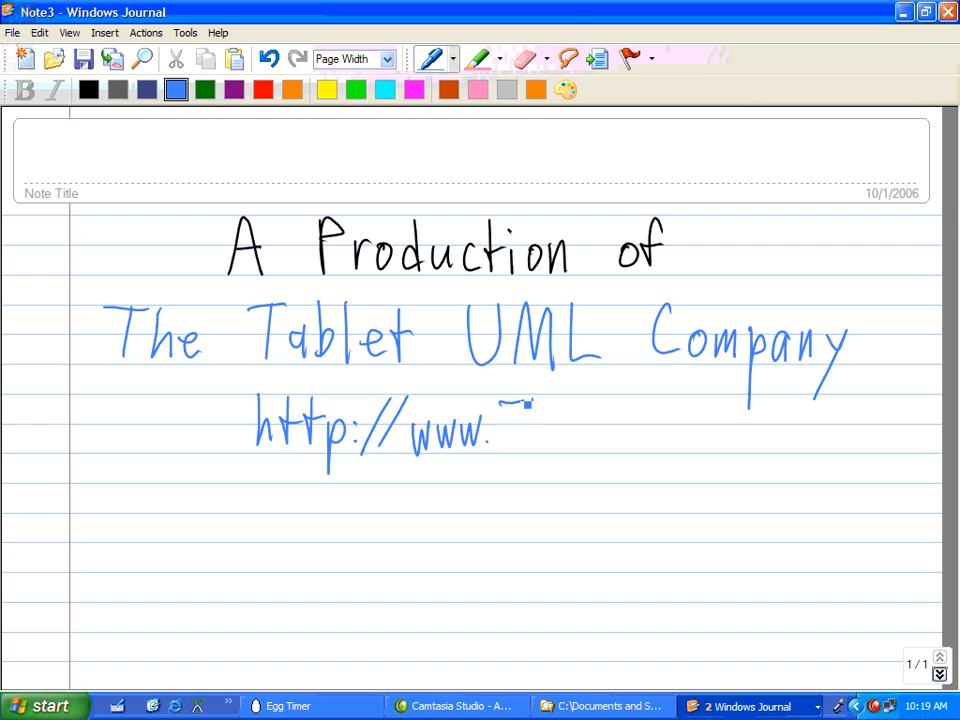 Note3 - Windows Journal
File Edit View Insert Actions Tools Help
Page Width
B I
Note Title 10/1/2006
A Production of
The Tablet UML Company
http://www.
1 / 1
start Egg Timer Camtasia Studio - A... C:\Documents and S... 2 Windows Journal 10:19 AM